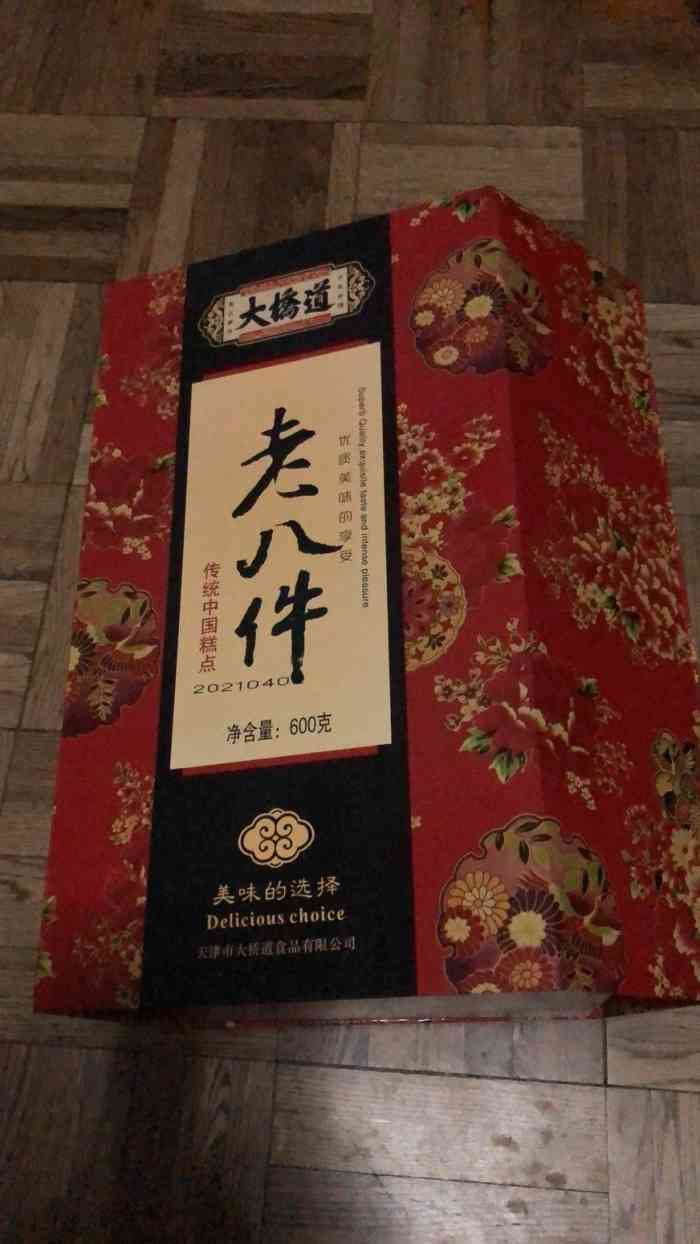 大橋道
老八件
优质美味的享受
Superb Quality exquisite taste and intense pleasure
传统中国糕点
2021040
净含量：600克
美味的选择
Delicious choice
天津市大桥道食品有限公司